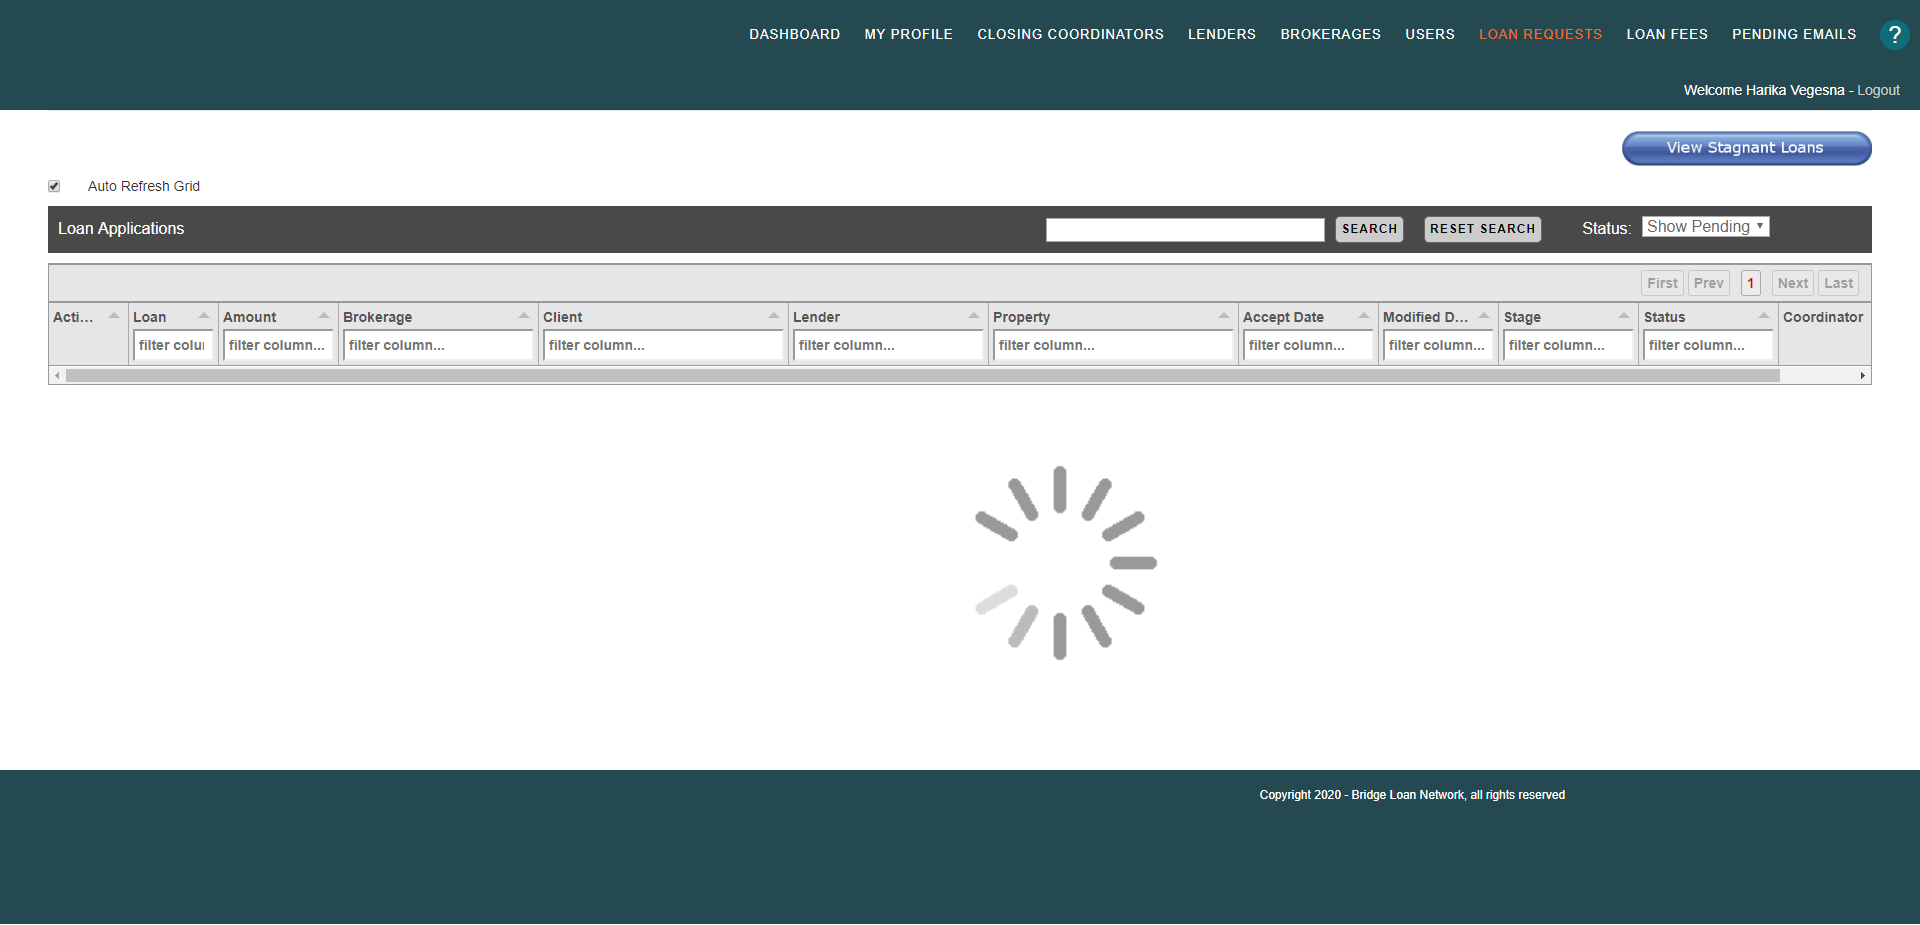 DASHBOARD MY PROFILE CLOSING COORDINATORS LENDERS BROKERAGES USERS LOAN REQUESTS LOAN FEES PENDING EMAILS ?
Welcome Harika Vegesna - Logout
View Stagnant Loans
Auto Refresh Grid
Loan Applications SEARCH RESET SEARCH Status: Show Pending
First Prev 1 Next Last
Acti... Loan Amount Brokerage Client Lender Property Accept Date Modified D... Stage Status Coordinator
filter colu filter column... filter column... filter column... filter column... filter column... filter column... filter column... filter column... filter column...
Copyright 2020 - Bridge Loan Network, all rights reserved